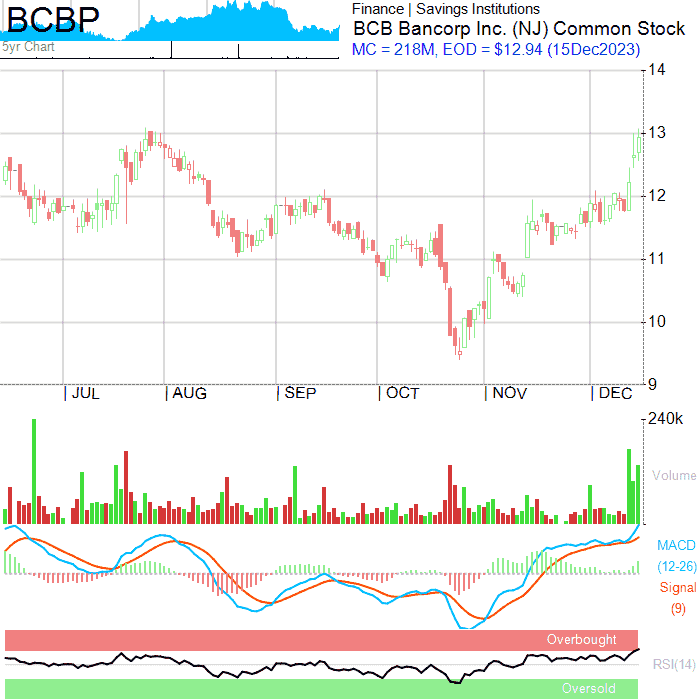 BCBP
5yr Chart
Finance | Savings Institutions
BCB Bancorp Inc. (NJ) Common Stock
MC = 218M, EOD = $12.94 (15Dec2023)
14
13
12
11
10
9
| JUL | AUG | SEP | OCT | NOV | DEC
240k
Volume
MACD
(12-26)
Signal
(9)
Overbought
RSI(14)
Oversold